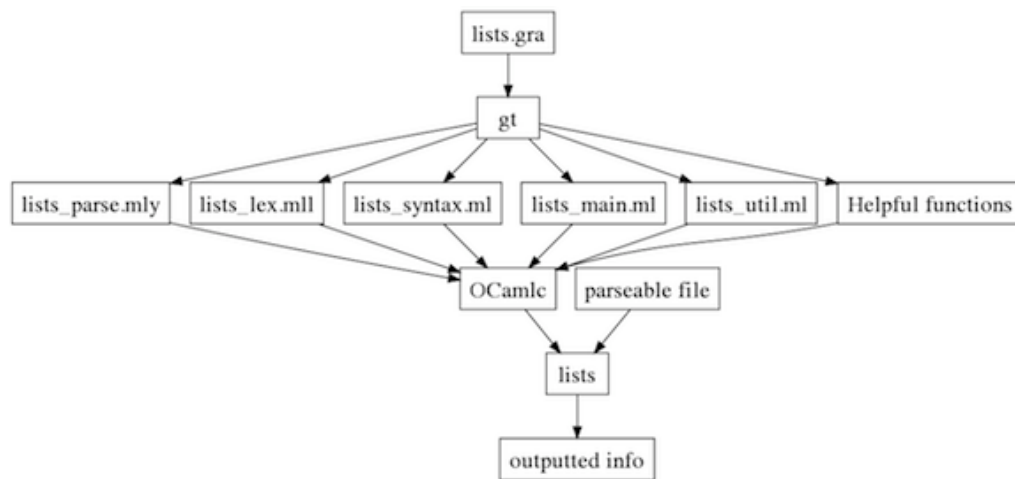 lists.gra
gt
lists_parse.mly
lists_lex.mll
lists_syntax.ml
lists_main.ml
lists_util.ml
Helpful functions
OCamlc
parseable file
lists
outputted info